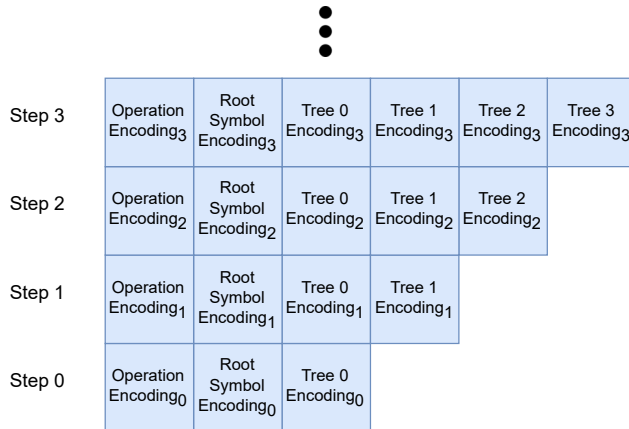 Step 3
Operation
Encoding3
Root
Symbol
Encoding3
Tree 0
Encoding3
Tree 1
Encoding3
Tree 2
Encoding3
Tree 3
Encoding3
Step 2
Operation
Encoding2
Root
Symbol
Encoding2
Tree 0
Encoding2
Tree 1
Encoding2
Tree 2
Encoding2
Step 1
Operation
Encoding1
Root
Symbol
Encoding1
Tree 0
Encoding1
Tree 1
Encoding1
Step 0
Operation
Encoding0
Root
Symbol
Encoding0
Tree 0
Encoding0